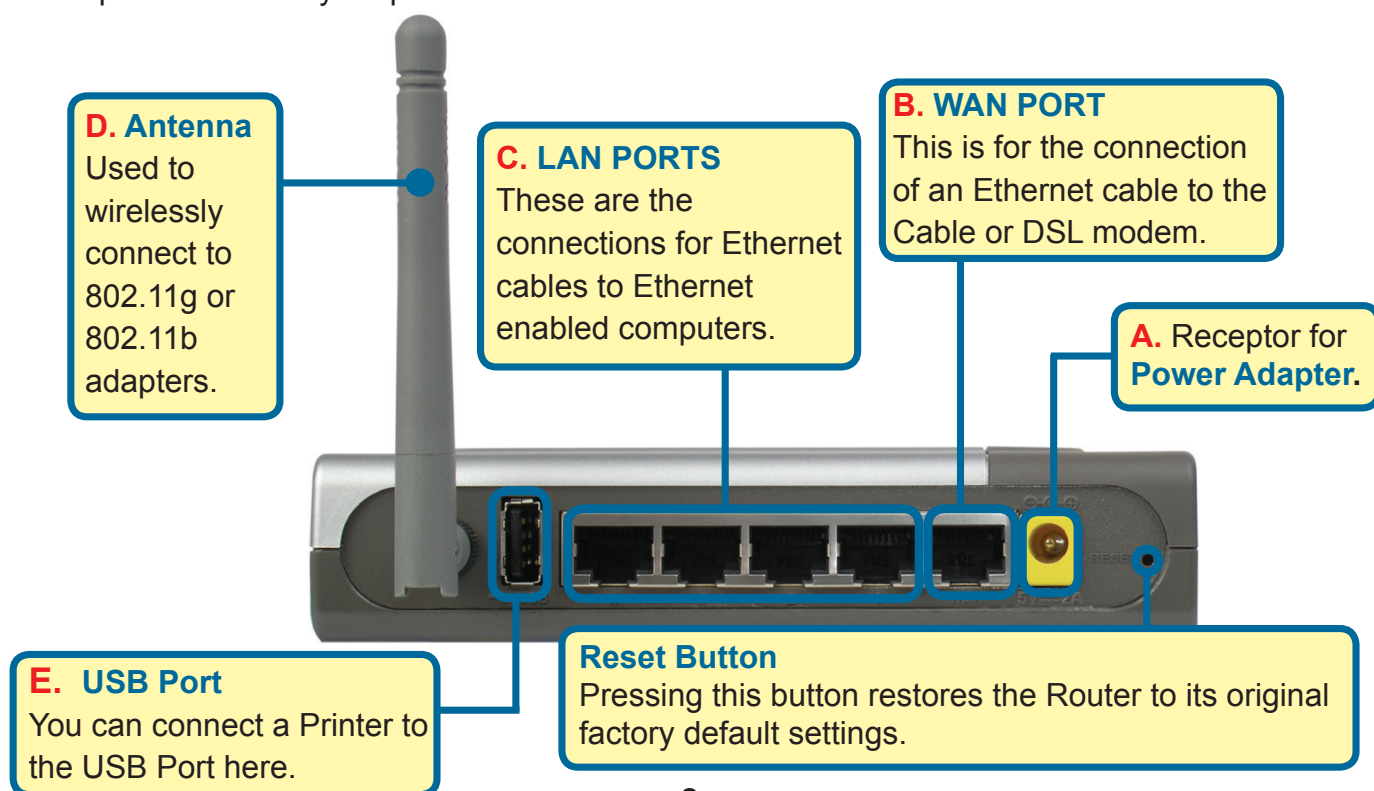 D. Antenna
Used to
wirelessly
connect to
802.11g or
802.11b
adapters.
C. LAN PORTS
These are the
connections for Ethernet
cables to Ethernet
enabled computers.
B. WAN PORT
This is for the connection
of an Ethernet cable to the
Cable or DSL modem.
A. Receptor for
Power Adapter.
RESET
E. USB Port
You can connect a Printer to
the USB Port here.
Reset Button
Pressing this button restores the Router to its original
factory default settings.